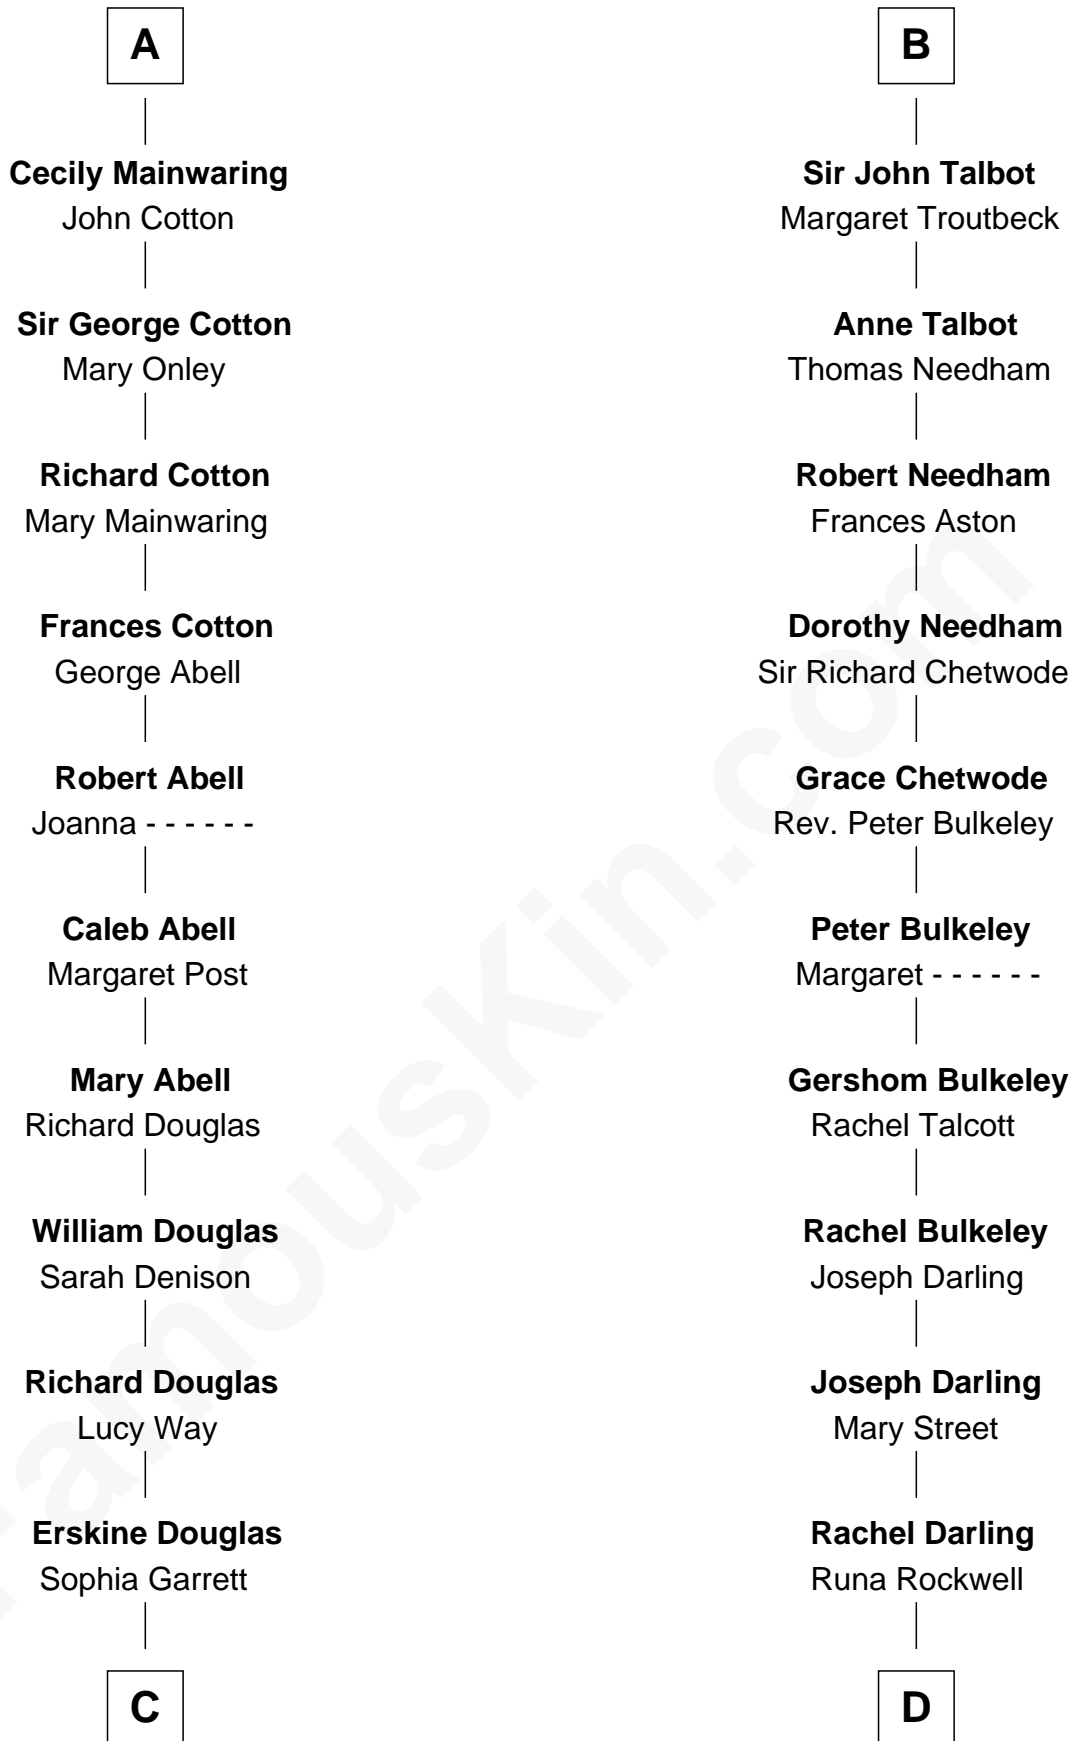 A
Cecily Mainwaring
John Cotton
Sir George Cotton
Mary Onley
Richard Cotton
Mary Mainwaring
Frances Cotton
George Abell
Robert Abell
Joanna - - - - - -
Caleb Abell
Margaret Post
Mary Abell
Richard Douglas
William Douglas
Sarah Denison
Richard Douglas
Lucy Way
Erskine Douglas
Sophia Garrett
C
B
Sir John Talbot
Margaret Troutbeck
Anne Talbot
Thomas Needham
Robert Needham
Frances Aston
Dorothy Needham
Sir Richard Chetwode
Grace Chetwode
Rev. Peter Bulkeley
Peter Bulkeley
Margaret - - - - - -
Gershom Bulkeley
Rachel Talcott
Rachel Bulkeley
Joseph Darling
Joseph Darling
Mary Street
Rachel Darling
Runa Rockwell
D
FamousKin.com